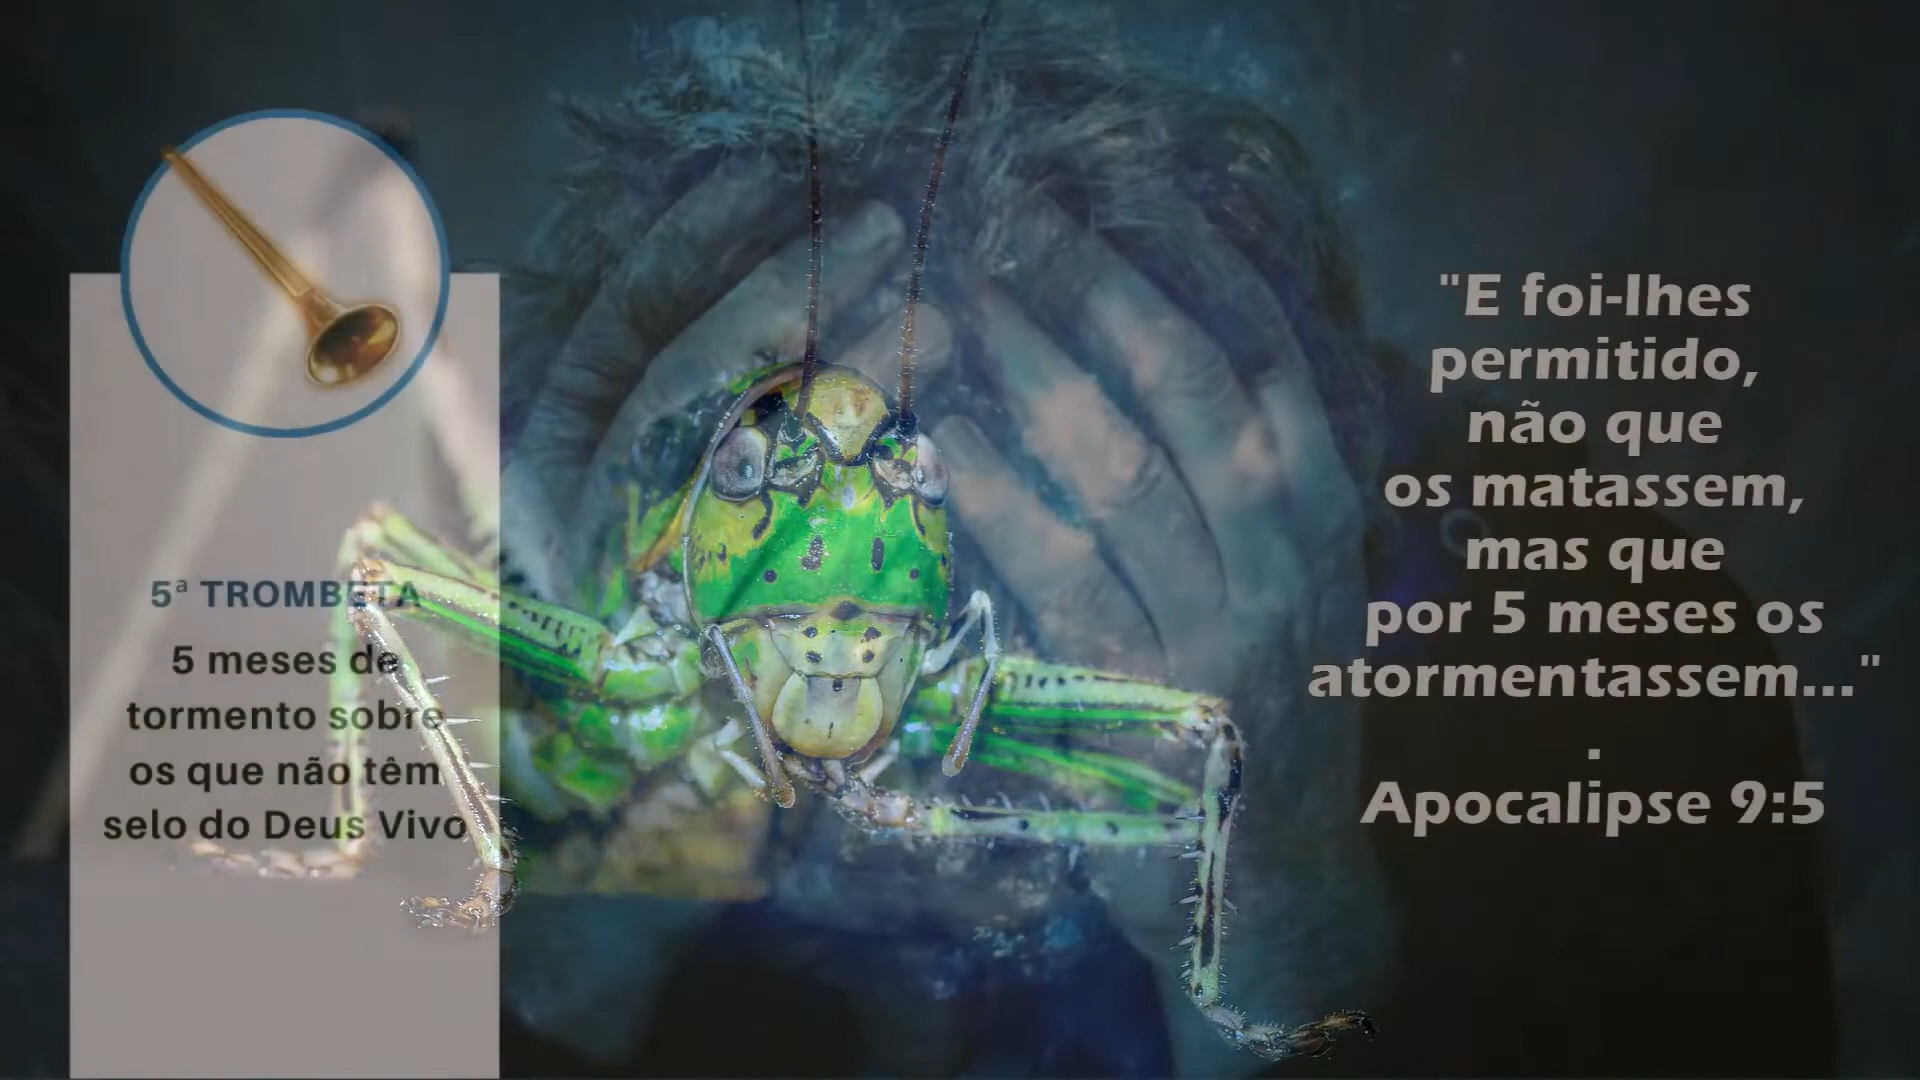 5ª TROMBETA
5 meses de
tormento sobre
os que não têm
selo do Deus Vivo
"E foi-lhes
permitido,
não que
os matassem,
mas que
por 5 meses os
atormentassem..."
.
Apocalipse 9:5